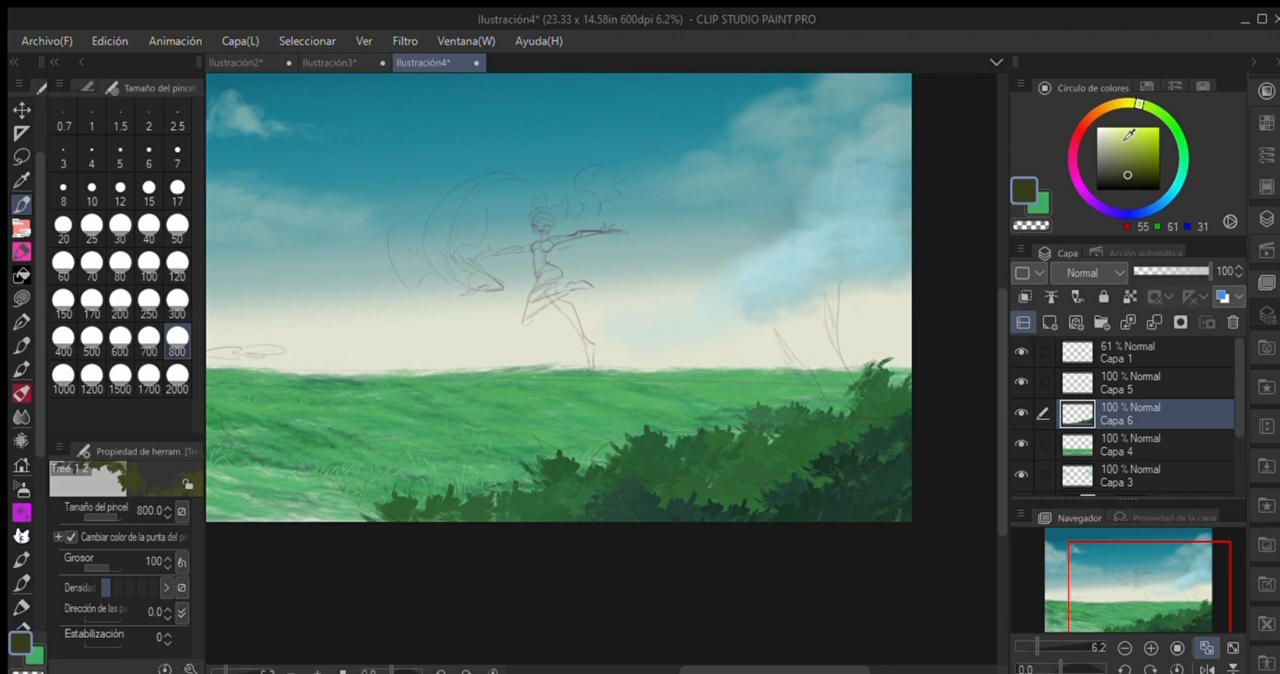 Ilustración4* (23.33 x 14.58in 600dpi 6.2%) - CLIP STUDIO PAINT PRO
Archivo(F) Edición Animación Capa(L) Seleccionar Ver Filtro Ventana(W) Ayuda(H)
Ilustración2* Ilustración3* Ilustración4*
Tamaño del pincel
0.7 1 1.5 2 2.5
3 4 5 6 7
8 10 12 15 17
20 25 30 40 50
60 70 80 100 120
150 170 200 250 300
400 500 600 700 800
1000 1200 1500 1700 2000
Propiedad de herram. [Tre
Tree 1 2
Tamaño del pincel 800.0
Cambiar color de la punta del pi
Grosor 100
Densidad
Dirección de las pa 0.0
Estabilización 0
6.2 0.0
Círculo de colores
55 61 31
Capa Acción automática
Normal 100
61 % Normal
Capa 1
100 % Normal
Capa 5
100 % Normal
Capa 6
100 % Normal
Capa 4
100 % Normal
Capa 3
Navegador Propiedad de la capa
6.2
0.0